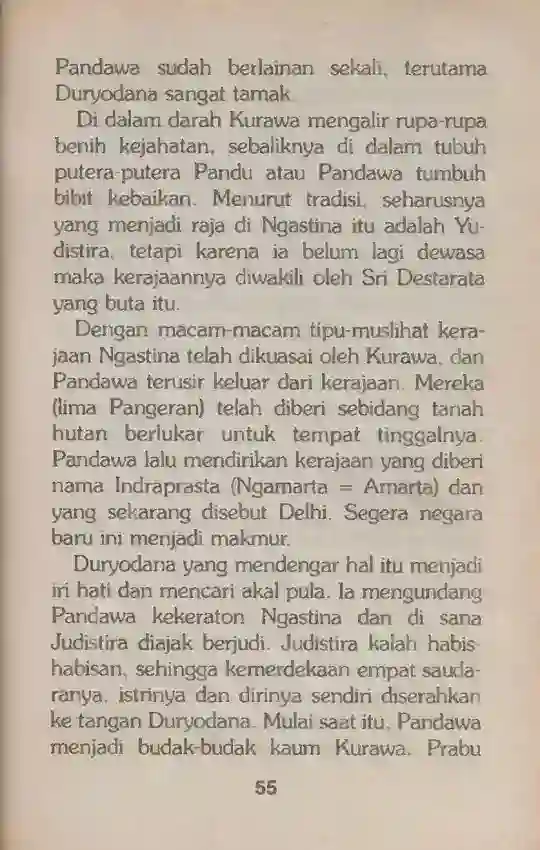 Pandawa sudah berlainan sekali, terutama
Duryodana sangat tamak.
Di dalam darah Kurawa mengalir rupa-rupa
benih kejahatan, sebaliknya di dalam tubuh
putera-putera Pandu atau Pandawa tumbuh
bibit kebaikan. Menurut tradisi, seharusnya
yang menjadi raja di Ngastina itu adalah Yu-
distira, tetapi karena ia belum lagi dewasa
maka kerajaannya diwakili oleh Sri Destarata
yang buta itu.
Dengan macam-macam tipu-muslihat kera-
jaan Ngastina telah dikuasai oleh Kurawa, dan
Pandawa terusir keluar dari kerajaan. Mereka
(lima Pangeran) telah diberi sebidang tanah
hutan berlukar untuk tempat tinggalnya.
Pandawa lalu mendirikan kerajaan yang diberi
nama Indraprasta (Ngamarta = Amarta) dan
yang sekarang disebut Delhi. Segera negara
baru ini menjadi makmur.
Duryodana yang mendengar hal itu menjadi
iri hati dan mencari akal pula. Ia mengundang
Pandawa kekeraton Ngastina dan di sana
Judistira diajak berjudi. Judistira kalah habis-
habisan, sehingga kemerdekaan empat sauda-
ranya, istrinya dan dirinya sendiri diserahkan
ke tangan Duryodana. Mulai saat itu, Pandawa
menjadi budak-budak kaum Kurawa. Prabu
55